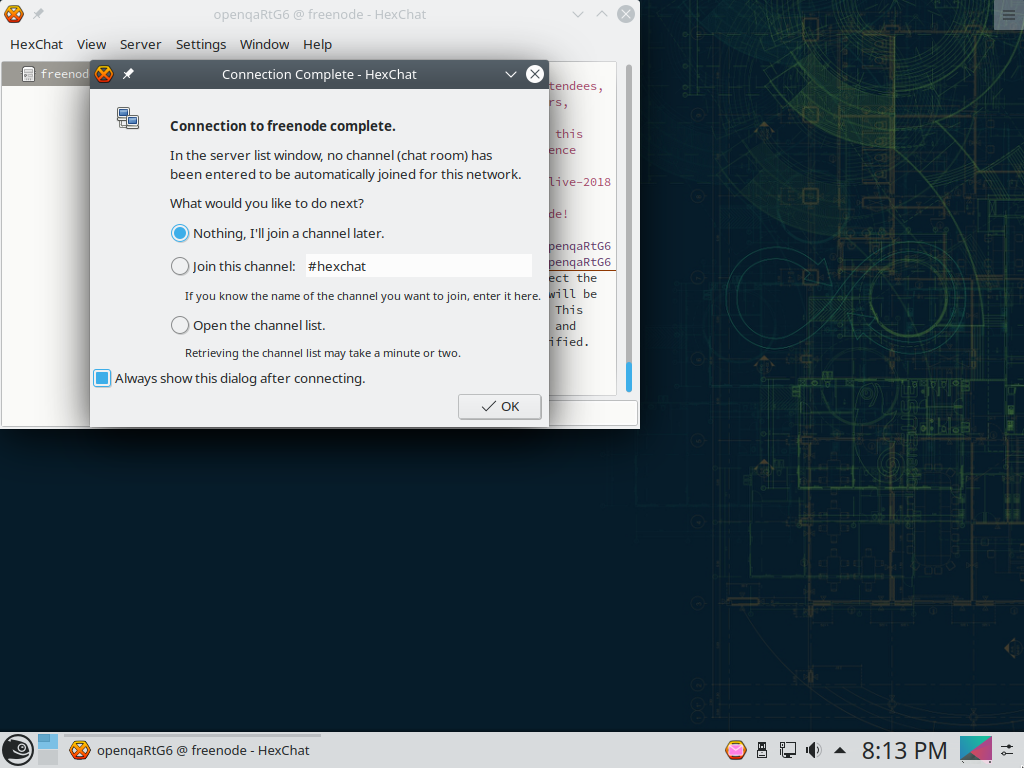 openqaRtG6 @ freenode - HexChat
HexChat View Server Settings Window Help
freenod
Connection Complete - HexChat
Connection to freenode complete.
In the server list window, no channel (chat room) has
been entered to be automatically joined for this network.
What would you like to do next?
Nothing, I'll join a channel later.
Join this channel: #hexchat
If you know the name of the channel you want to join, enter it here.
Open the channel list.
Retrieving the channel list may take a minute or two.
Always show this dialog after connecting.
OK
tendees,
rs,
this
ence
live-2018
de!
penqaRtG6
penqaRtG6
ect the
will be
This
and
ified.
openqaRtG6 @ freenode - HexChat
8:13 PM